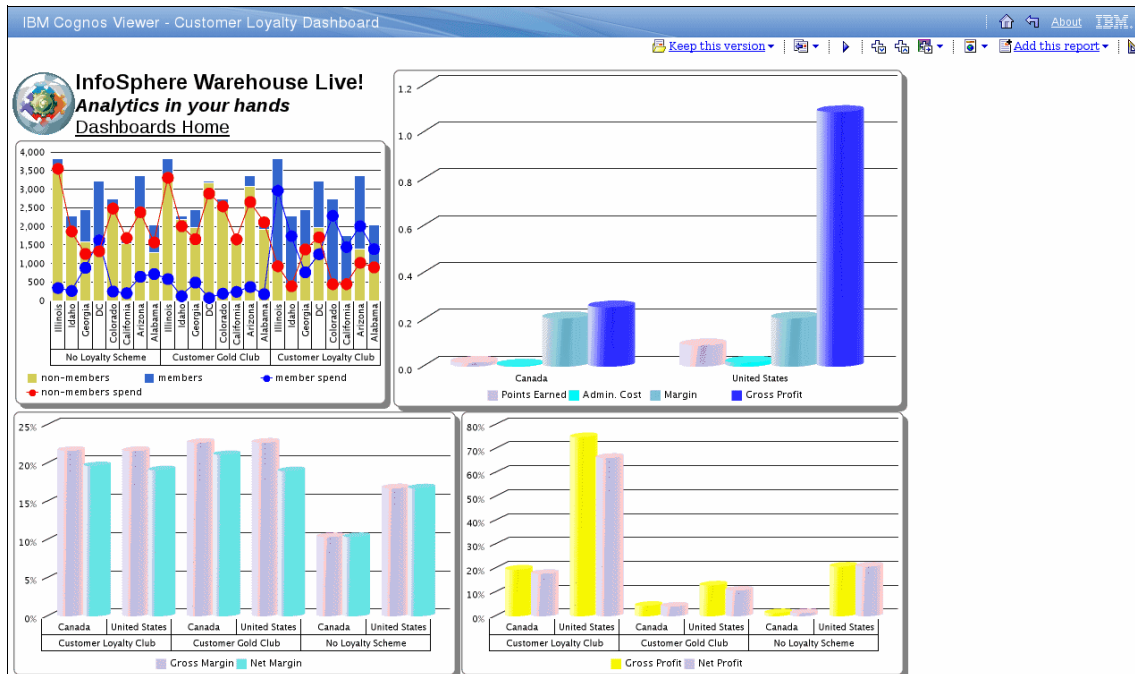 IBM Cognos Viewer - Customer Loyalty Dashboard
About IBM.
Keep this version Add this report
InfoSphere Warehouse Live!
Analytics in your hands
Dashboards Home
4,000
3,500
3,000
2,500
2,000
1,500
1,000
500
0
Illinois Idaho Georgia DC Colorado California Arizona Alabama Illinois Idaho Georgia DC Colorado California Arizona Alabama Illinois Idaho Georgia DC Colorado California Arizona Alabama
No Loyalty Scheme Customer Gold Club Customer Loyalty Club
non-members members member spend
non-members spend
1.2
1.0
0.8
0.6
0.4
0.2
0.0
Canada United States
Points Earned Admin. Cost Margin Gross Profit
25%
20%
15%
10%
5%
0%
Canada United States Canada United States Canada United States
Customer Loyalty Club Customer Gold Club No Loyalty Scheme
Gross Margin Net Margin
80%
70%
60%
50%
40%
30%
20%
10%
0%
Canada United States Canada United States Canada United States
Customer Loyalty Club Customer Gold Club No Loyalty Scheme
Gross Profit Net Profit